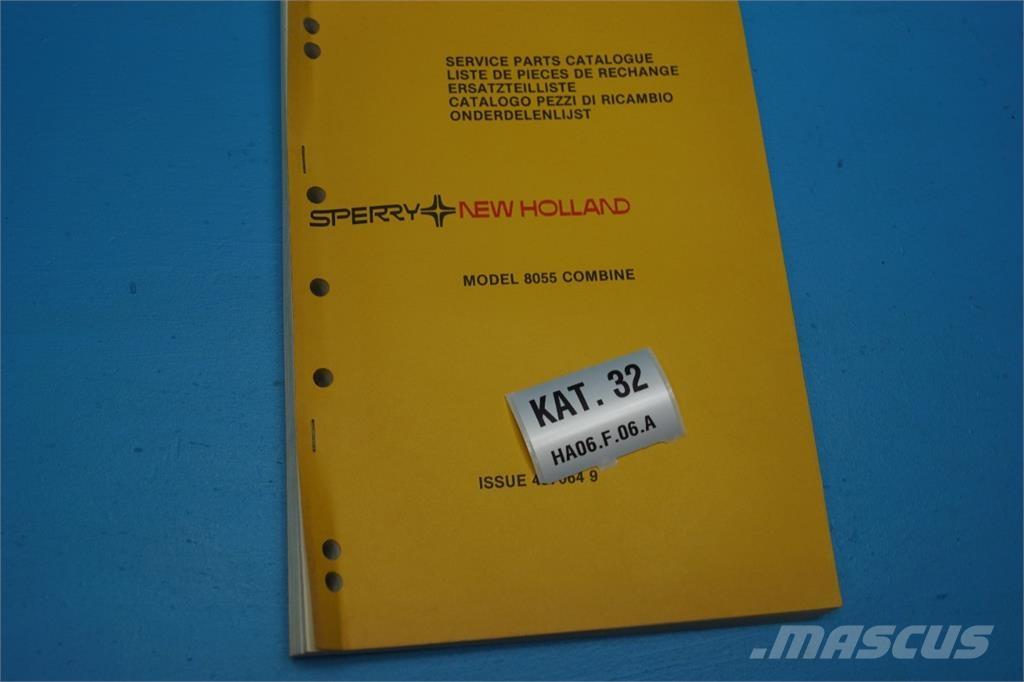 SERVICE PARTS CATALOGUE
LISTE DE PIECES DE RECHANGE
ERSATZTEILLISTE
CATALOGO PEZZI DI RICAMBIO
ONDERDELENLIJST
SPERRY NEW HOLLAND
MODEL 8055 COMBINE
KAT. 32
HA06.F.06.A
ISSUE 9
MASCUS